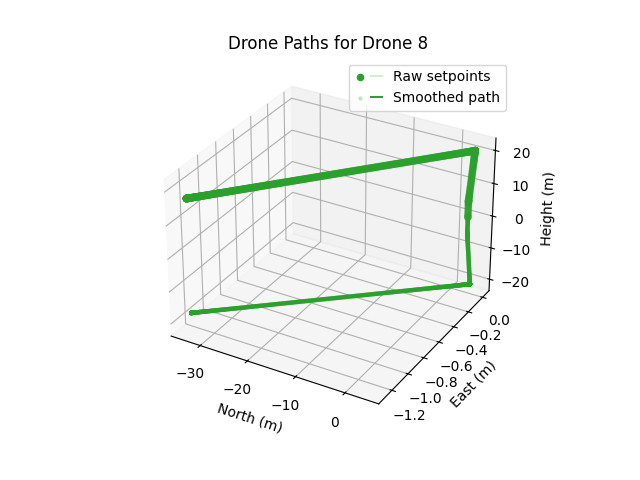 Drone Paths for Drone 8
Raw setpoints
Smoothed path
20
10
0
−10
−20
Height (m)
0.0
−0.2
−0.4
−0.6
−0.8
−1.0
−1.2
East (m)
−30
−20
−10
0
North (m)